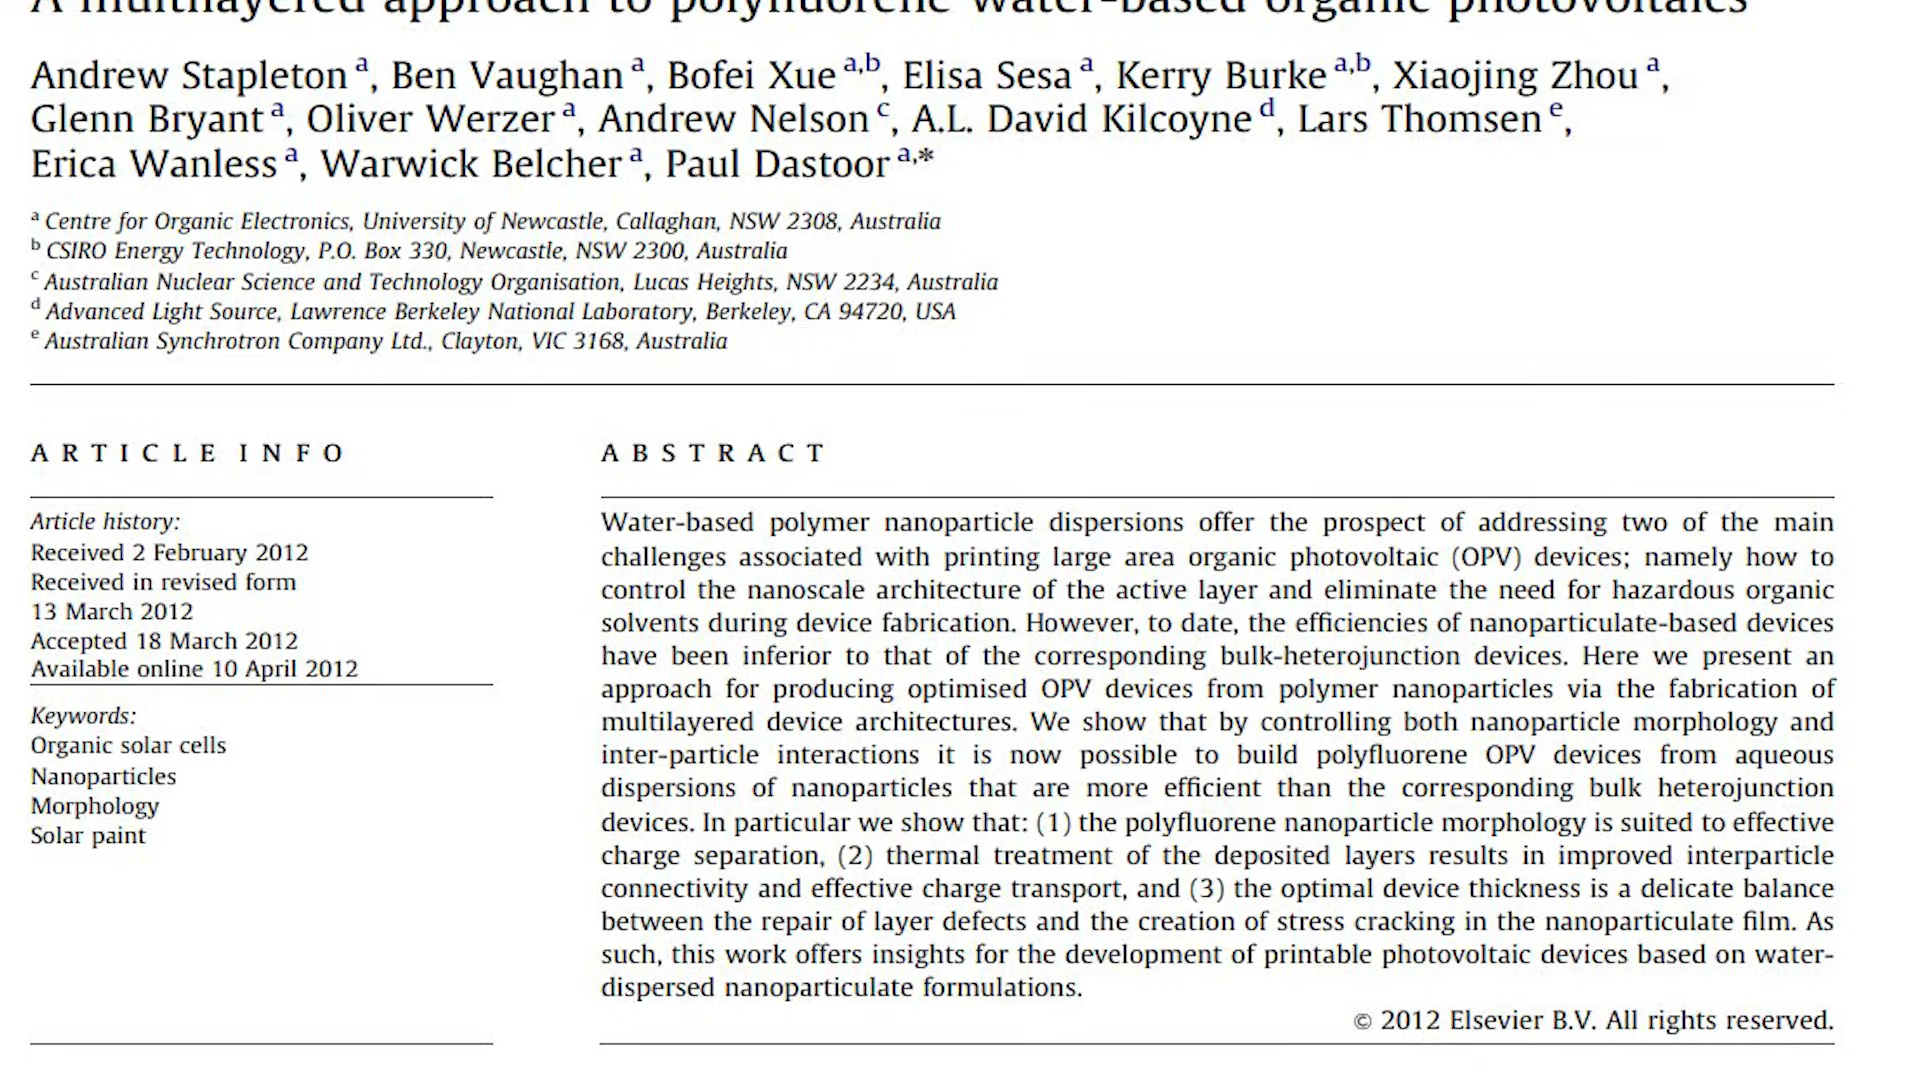 A multilayered approach to polyfluorene water-based organic photovoltaics
Andrew Stapleton a, Ben Vaughan a, Bofei Xue a,b, Elisa Sesa a, Kerry Burke a,b, Xiaojing Zhou a,
Glenn Bryant a, Oliver Werzer a, Andrew Nelson c, A.L. David Kilcoyne d, Lars Thomsen e,
Erica Wanless a, Warwick Belcher a, Paul Dastoor a,*
a Centre for Organic Electronics, University of Newcastle, Callaghan, NSW 2308, Australia
b CSIRO Energy Technology, P.O. Box 330, Newcastle, NSW 2300, Australia
c Australian Nuclear Science and Technology Organisation, Lucas Heights, NSW 2234, Australia
d Advanced Light Source, Lawrence Berkeley National Laboratory, Berkeley, CA 94720, USA
e Australian Synchrotron Company Ltd., Clayton, VIC 3168, Australia
ARTICLE INFO
Article history:
Received 2 February 2012
Received in revised form
13 March 2012
Accepted 18 March 2012
Available online 10 April 2012
Keywords:
Organic solar cells
Nanoparticles
Morphology
Solar paint
ABSTRACT
Water-based polymer nanoparticle dispersions offer the prospect of addressing two of the main
challenges associated with printing large area organic photovoltaic (OPV) devices; namely how to
control the nanoscale architecture of the active layer and eliminate the need for hazardous organic
solvents during device fabrication. However, to date, the efficiencies of nanoparticulate-based devices
have been inferior to that of the corresponding bulk-heterojunction devices. Here we present an
approach for producing optimised OPV devices from polymer nanoparticles via the fabrication of
multilayered device architectures. We show that by controlling both nanoparticle morphology and
inter-particle interactions it is now possible to build polyfluorene OPV devices from aqueous
dispersions of nanoparticles that are more efficient than the corresponding bulk heterojunction
devices. In particular we show that: (1) the polyfluorene nanoparticle morphology is suited to effective
charge separation, (2) thermal treatment of the deposited layers results in improved interparticle
connectivity and effective charge transport, and (3) the optimal device thickness is a delicate balance
between the repair of layer defects and the creation of stress cracking in the nanoparticulate film. As
such, this work offers insights for the development of printable photovoltaic devices based on water-
dispersed nanoparticulate formulations.
© 2012 Elsevier B.V. All rights reserved.